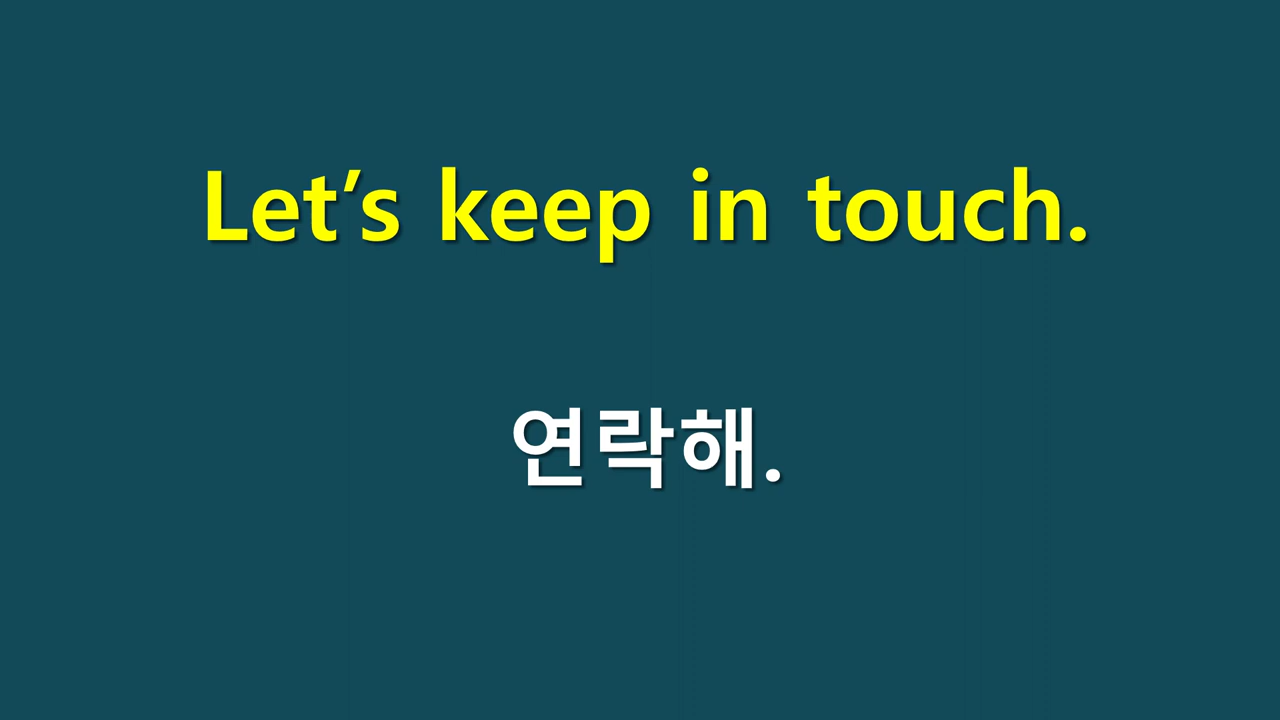 Let’s keep in touch.
연락해.